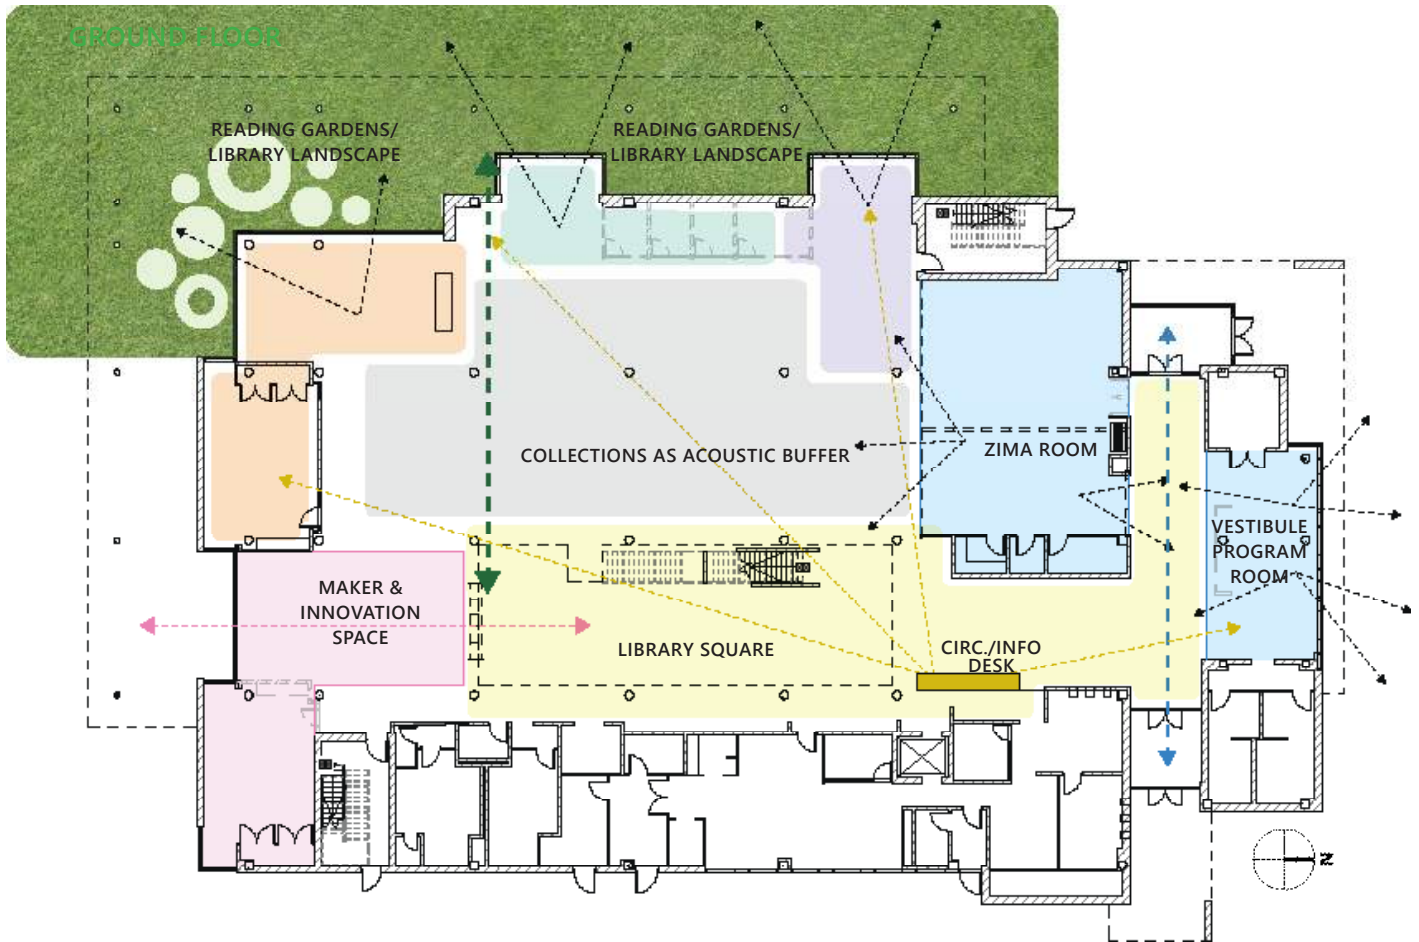 GROUND FLOOR
READING GARDENS/
LIBRARY LANDSCAPE
READING GARDENS/
LIBRARY LANDSCAPE
COLLECTIONS AS ACOUSTIC BUFFER
ZIMA ROOM
VESTIBULE
PROGRAM
ROOM
MAKER &
INNOVATION
SPACE
LIBRARY SQUARE
CIRC./INFO
DESK
N